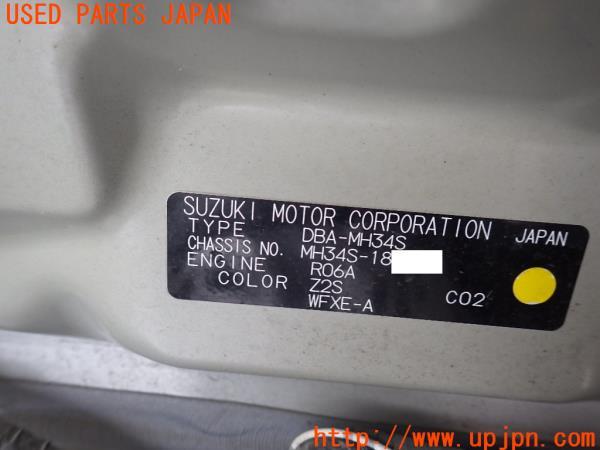 USED PARTS JAPAN
SUZUKI MOTOR CORPORATION JAPAN
TYPE DBA-MH34S
CHASSIS NO. MH34S-18
ENGINE R06A
COLOR Z2S
WFXE-A CO2
http://www.upjpn.com